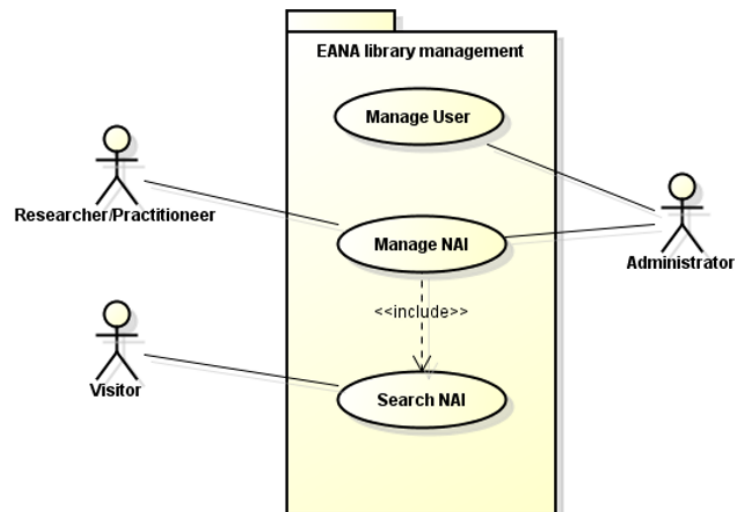 EANA library management
Manage User
Researcher/Practitioneer
Manage NAI
Administrator
<<include>>
Visitor
Search NAI